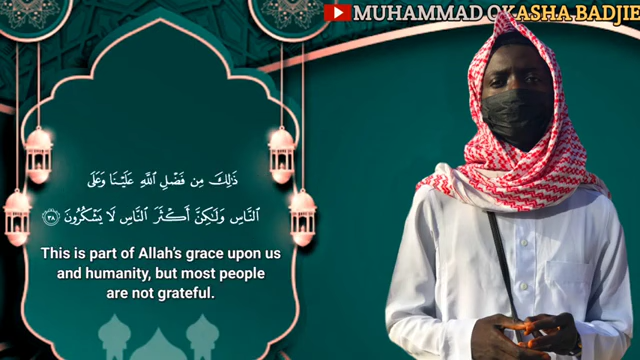 MUHAMMAD OKASHA BADJIE
ذَٰلِكَ مِن فَضْلِ ٱللَّهِ عَلَيْنَا وَعَلَى
ٱلنَّاسِ وَلَـٰكِنَّ أَكْثَرَ ٱلنَّاسِ لَا يَشْكُرُونَ ٣٨
This is part of Allah’s grace upon us
and humanity, but most people
are not grateful.